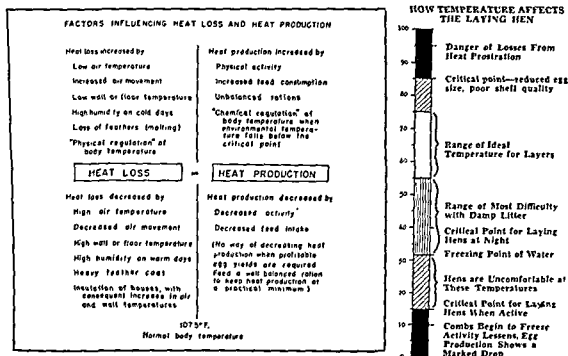 FACTORS INFLUENCING HEAT LOSS AND HEAT PRODUCTION
Heat loss increased by
Low air temperature
Increased air movement
Low wall or floor temperature
High humidity on cold days
Loss of feathers (molting)
"Physical regulation" of
body temperature
Heat production increased by
Physical activity
Increased feed consumption
Unbalanced rations
"Chemical regulation" of
body temperature when
environmental tempera-
ture falls below the
critical point
HEAT LOSS
HEAT PRODUCTION
Heat loss decreased by
High air temperature
Decreased air movement
High wall or floor temperature
High humidity on warm days
Heavy feather coat
Insulation of houses, with
consequent increase in air
and wall temperatures
Heat production decreased by
Decreased activity
Decreased feed intake
(No way of decreasing heat
production when profitable
egg yields are required
Feed a well balanced ration
to keep heat production at
a practical minimum)
107.5°F.
Normal body temperature
HOW TEMPERATURE AFFECTS
THE LAYING HEN
100
Danger of Losses From
Heat Prostration
90
Critical point—reduced egg
size, poor shell quality
80
70
Range of Ideal
Temperature for Layers
60
50
Range of Most Difficulty
with Damp Litter
40
Critical Point for Laying
Hens at Night
Freezing Point of Water
30
Hens are Uncomfortable at
These Temperatures
20
Critical Point for Laying
Hens When Active
10
Combs Begin to Freeze
Activity Lessens, Egg
Production Shows a
Marked Drop